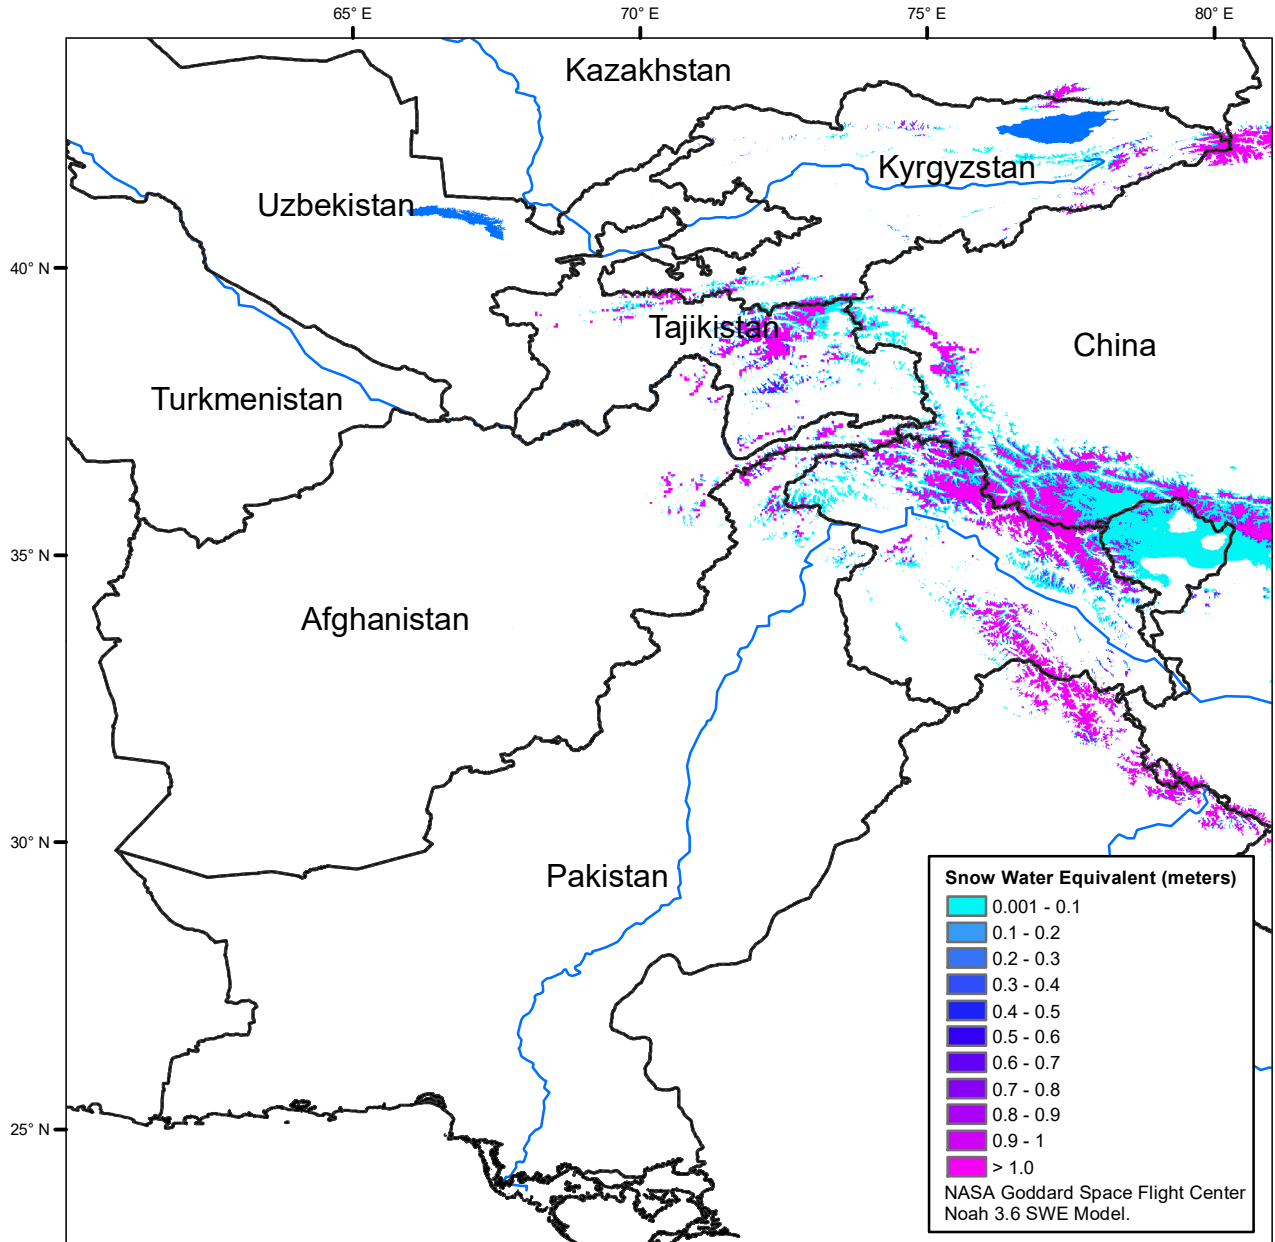 65° E
70° E
75° E
80° E
Kazakhstan
Kyrgyzstan
Uzbekistan
40° N
Tajikistan
China
Turkmenistan
35° N
Afghanistan
30° N
Pakistan
25° N
Snow Water Equivalent (meters)
0.001 - 0.1
0.1 - 0.2
0.2 - 0.3
0.3 - 0.4
0.4 - 0.5
0.5 - 0.6
0.6 - 0.7
0.7 - 0.8
0.8 - 0.9
0.9 - 1
> 1.0
NASA Goddard Space Flight Center
Noah 3.6 SWE Model.